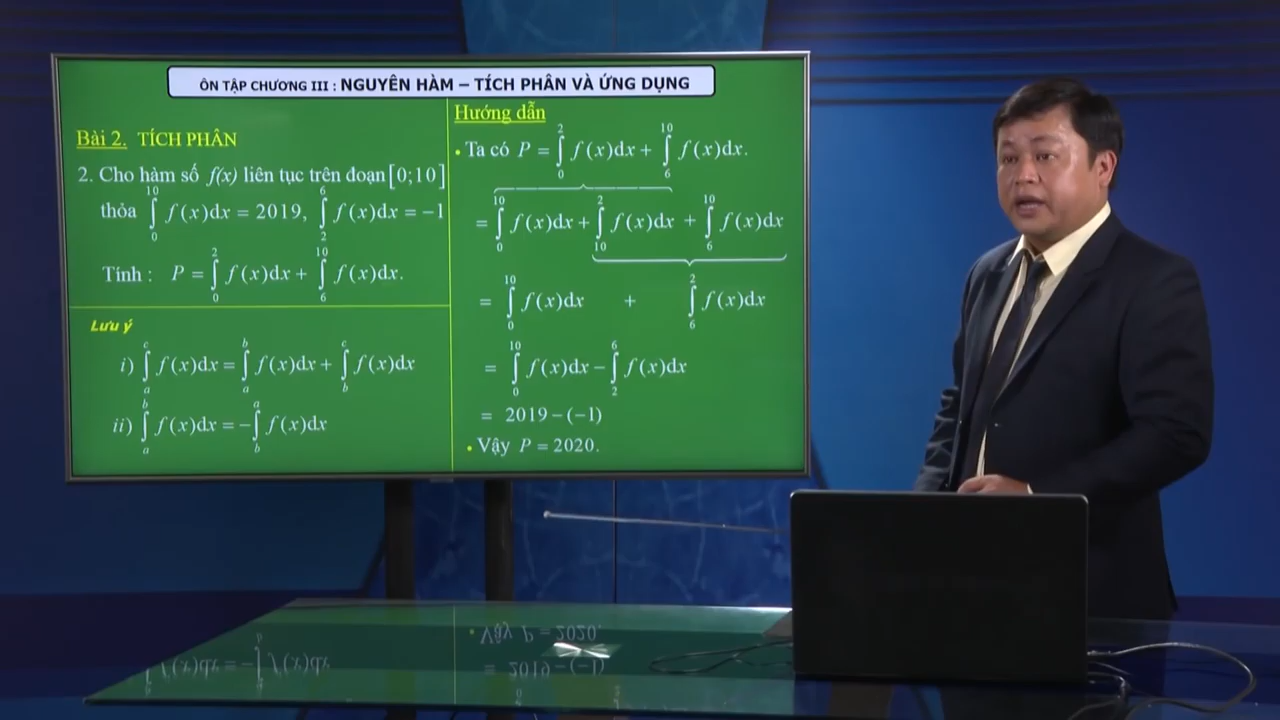 ÔN TẬP CHƯƠNG III : NGUYÊN HÀM – TÍCH PHÂN VÀ ỨNG DỤNG
Bài 2. TÍCH PHÂN
2. Cho hàm số f(x) liên tục trên đoạn [0;10]
thỏa ∫₀¹⁰ f(x)dx = 2019, ∫₂⁶ f(x)dx = −1
Tính : P = ∫₀² f(x)dx + ∫₆¹⁰ f(x)dx.
Lưu ý
i) ∫ₐᶜ f(x)dx = ∫ₐᵇ f(x)dx + ∫_b^c f(x)dx
ii) ∫ₐᵇ f(x)dx = −∫_b^a f(x)dx
Hướng dẫn
• Ta có P = ∫₀² f(x)dx + ∫₆¹⁰ f(x)dx.
= ∫₀¹⁰ f(x)dx + ∫₁₀² f(x)dx + ∫₆¹⁰ f(x)dx
= ∫₀¹⁰ f(x)dx + ∫₆² f(x)dx
= ∫₀¹⁰ f(x)dx − ∫₂⁶ f(x)dx
= 2019 − (−1)
• Vậy P = 2020.